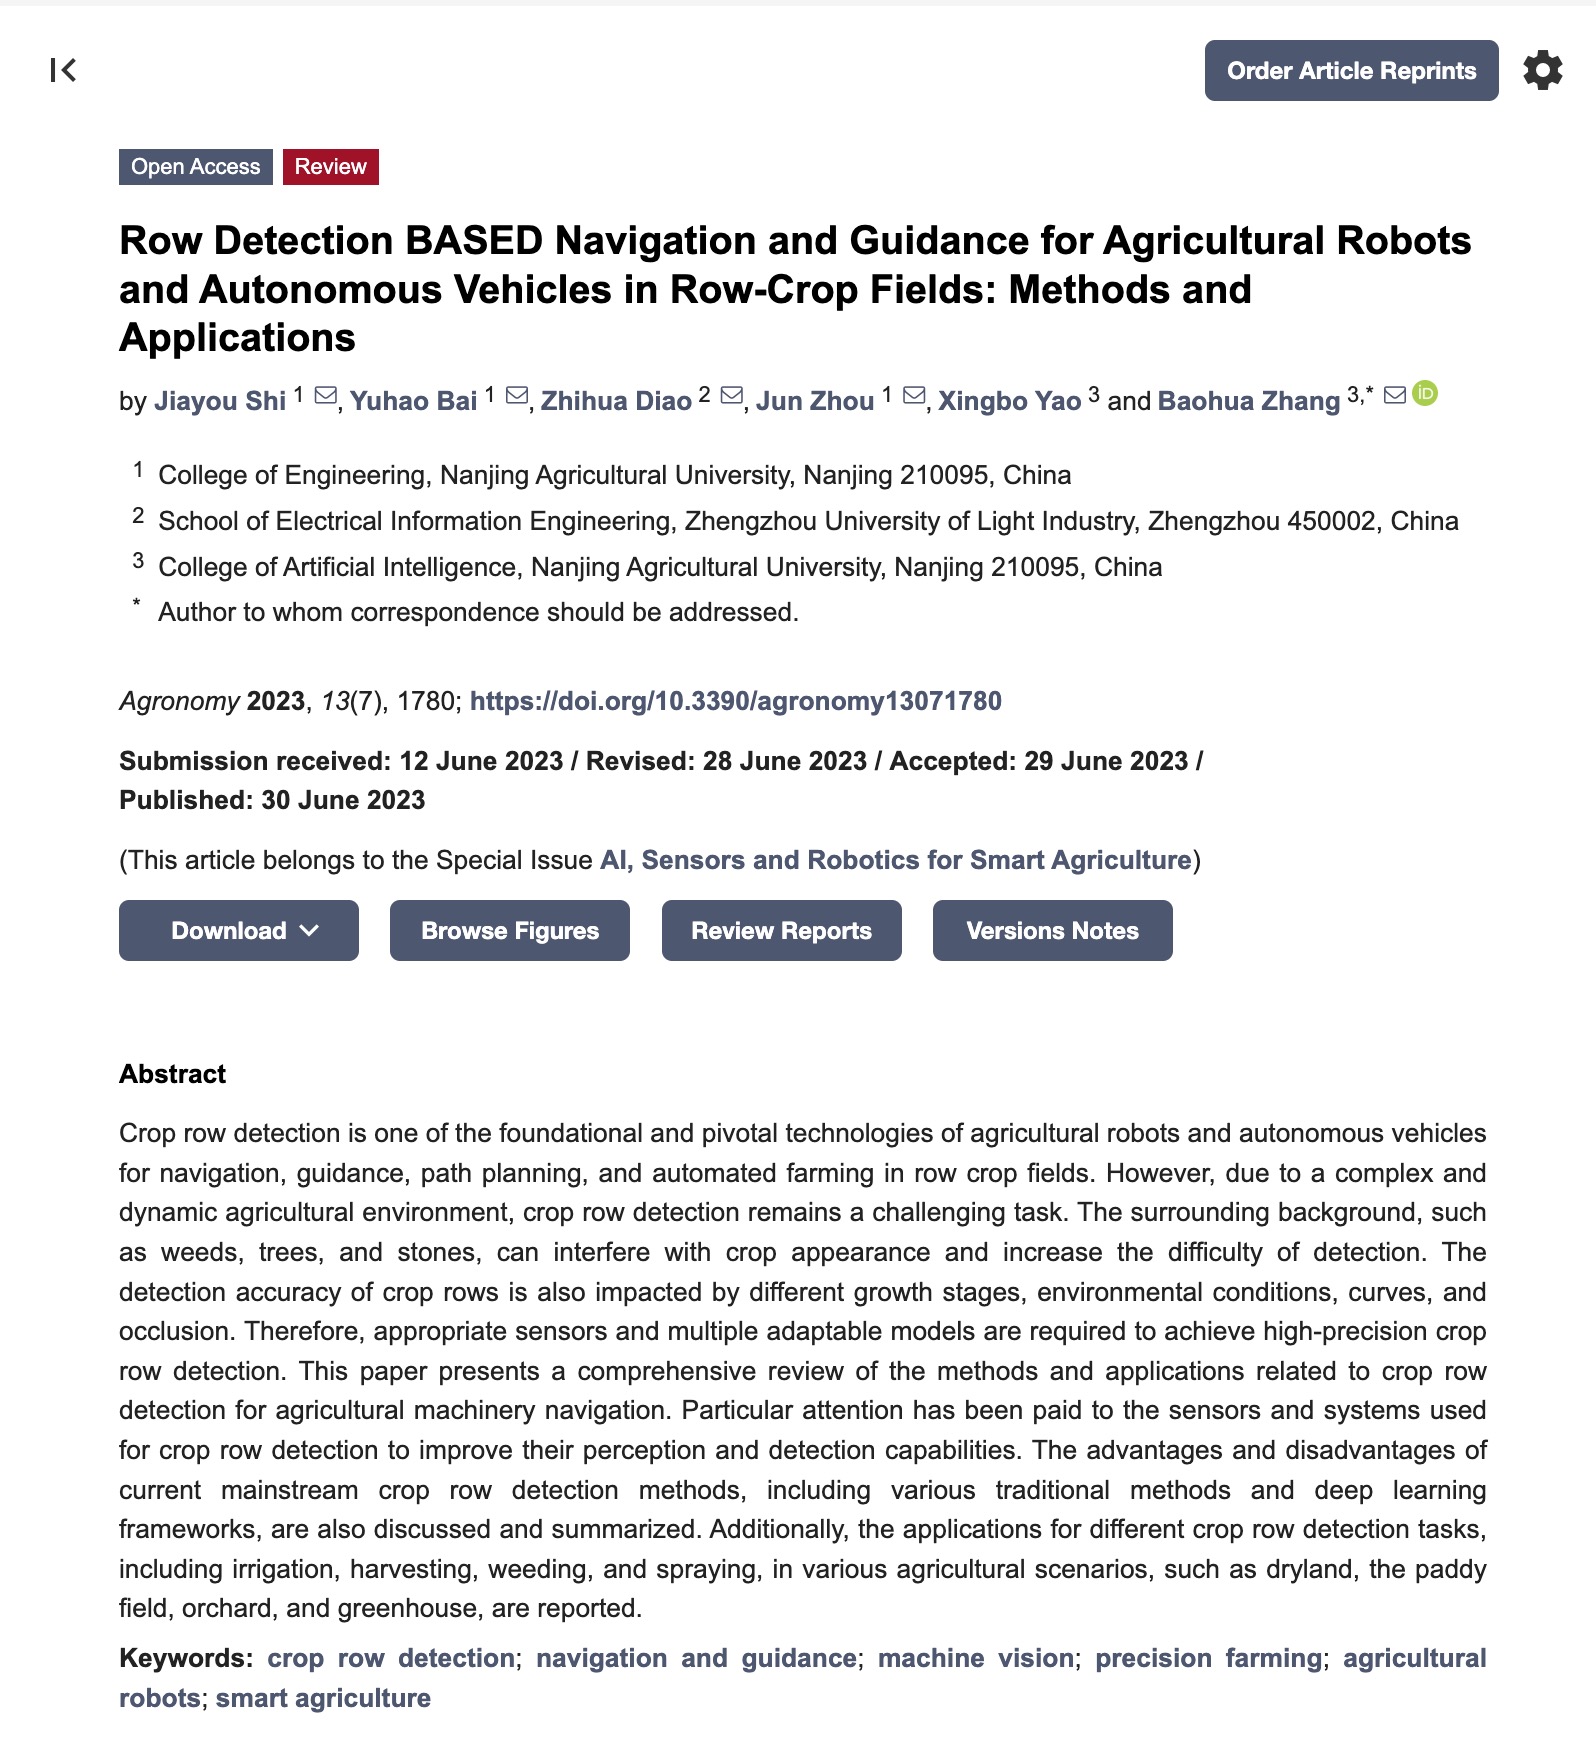 Order Article Reprints
Open Access Review
Row Detection BASED Navigation and Guidance for Agricultural Robots
and Autonomous Vehicles in Row-Crop Fields: Methods and
Applications
by Jiayou Shi 1, Yuhao Bai 1, Zhihua Diao 2, Jun Zhou 1, Xingbo Yao 3 and Baohua Zhang 3,* iD
1 College of Engineering, Nanjing Agricultural University, Nanjing 210095, China
2 School of Electrical Information Engineering, Zhengzhou University of Light Industry, Zhengzhou 450002, China
3 College of Artificial Intelligence, Nanjing Agricultural University, Nanjing 210095, China
* Author to whom correspondence should be addressed.
Agronomy 2023, 13(7), 1780; https://doi.org/10.3390/agronomy13071780
Submission received: 12 June 2023 / Revised: 28 June 2023 / Accepted: 29 June 2023 /
Published: 30 June 2023
(This article belongs to the Special Issue AI, Sensors and Robotics for Smart Agriculture)
Download Browse Figures Review Reports Versions Notes
Abstract
Crop row detection is one of the foundational and pivotal technologies of agricultural robots and autonomous vehicles
for navigation, guidance, path planning, and automated farming in row crop fields. However, due to a complex and
dynamic agricultural environment, crop row detection remains a challenging task. The surrounding background, such
as weeds, trees, and stones, can interfere with crop appearance and increase the difficulty of detection. The
detection accuracy of crop rows is also impacted by different growth stages, environmental conditions, curves, and
occlusion. Therefore, appropriate sensors and multiple adaptable models are required to achieve high-precision crop
row detection. This paper presents a comprehensive review of the methods and applications related to crop row
detection for agricultural machinery navigation. Particular attention has been paid to the sensors and systems used
for crop row detection to improve their perception and detection capabilities. The advantages and disadvantages of
current mainstream crop row detection methods, including various traditional methods and deep learning
frameworks, are also discussed and summarized. Additionally, the applications for different crop row detection tasks,
including irrigation, harvesting, weeding, and spraying, in various agricultural scenarios, such as dryland, the paddy
field, orchard, and greenhouse, are reported.
Keywords: crop row detection; navigation and guidance; machine vision; precision farming; agricultural
robots; smart agriculture